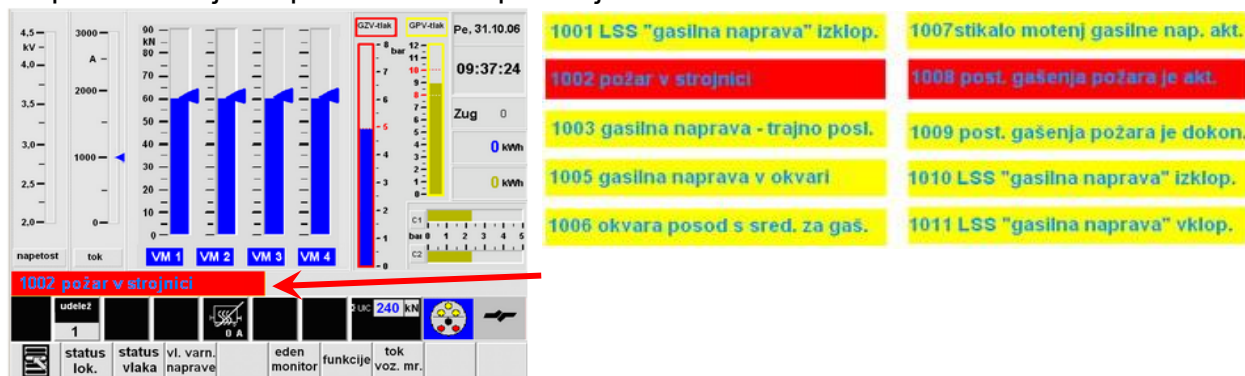 4,5
kV
4,0
3,5
3,0
2,5
2,0
napetost
3000
A
2000
1000
0
tok
90
kN
80
70
60
50
40
30
20
10
0
VM 1 VM 2 VM 3 VM 4
GZV-tlak
8
bar
7
6
5
4
3
2
1
0
GPV-tlak
12
11
10
9
8
7
6
5
4
3
2
1
0
Pe, 31.10.06
09:37:24
Zug 0
0 kWh
0 kWh
C1
bar 0 1 2 3 4 5
C2
1002 požar v strojnici
udelež
1
0 A
UIC 240 kN
status lok.
status vlaka
vl. varn. naprave
eden monitor
funkcije
tok voz. mr.
1001 LSS "gasilna naprava" izklop.
1002 požar v strojnici
1003 gasilna naprava - trajno posl.
1005 gasilna naprava v okvari
1006 okvara posod s sred. za gaš.
1007stikalo motenj gasilne nap. akt.
1008 post. gašenja požara je akt.
1009 post. gašenja požara je dokon.
1010 LSS "gasilna naprava" izklop.
1011 LSS "gasilna naprava" vklop.